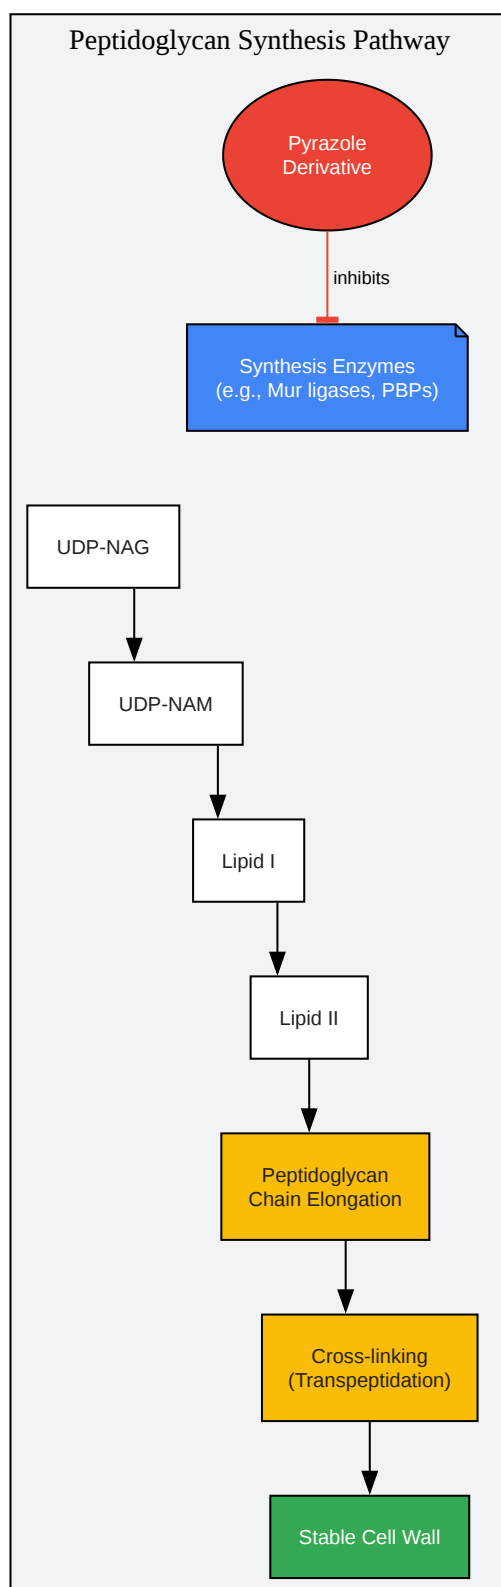 Peptidoglycan Synthesis Pathway
Pyrazole
Derivative
inhibits
Synthesis Enzymes
(e.g., Mur ligases, PBPs)
UDP-NAG
UDP-NAM
Lipid I
Lipid II
Peptidoglycan
Chain Elongation
Cross-linking
(Transpeptidation)
Stable Cell Wall